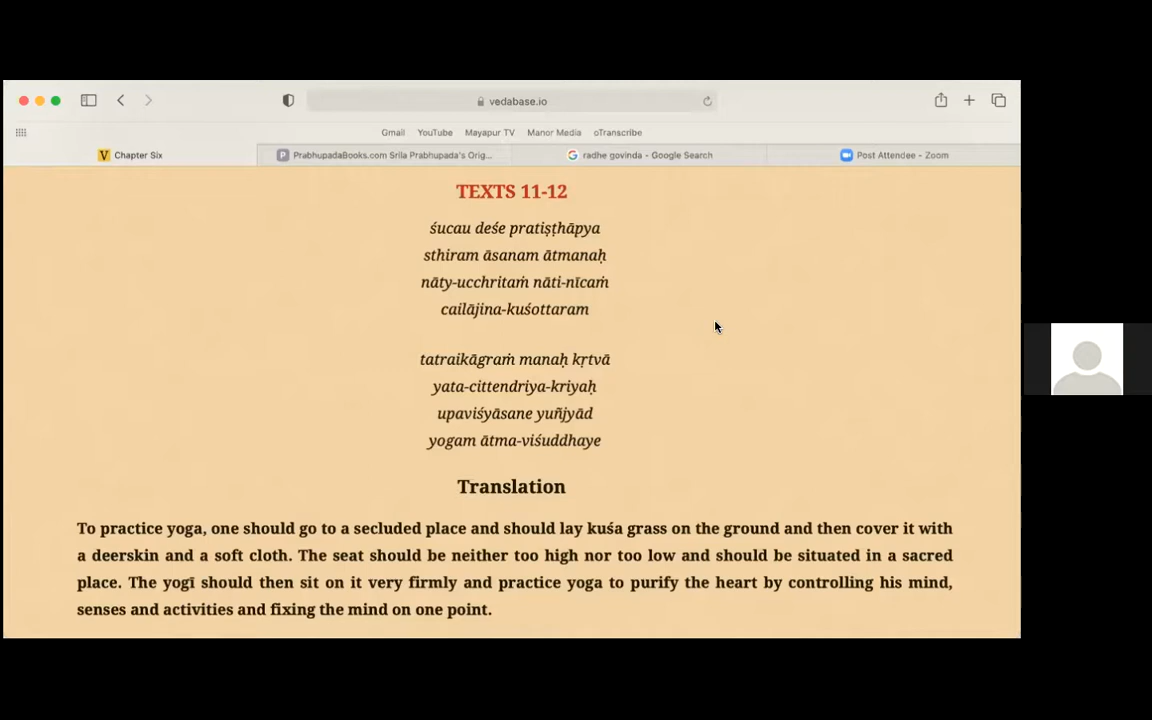 vedabase.io
Gmail YouTube Mayapur TV Manor Media oTranscribe
V Chapter Six P PrabhupadaBooks.com Srila Prabhupada's Orig... G radhe govinda - Google Search Post Attendee - Zoom
TEXTS 11-12
śucau deśe pratiṣṭhāpya
sthiram āsanam ātmanaḥ
nāty-ucchritaṁ nāti-nīcaṁ
cailājina-kuśottaram
tatraikāgraṁ manaḥ kṛtvā
yata-cittendriya-kriyaḥ
upaviśyāsane yuñjyād
yogam ātma-viśuddhaye
Translation
To practice yoga, one should go to a secluded place and should lay kuśa grass on the ground and then cover it with
a deerskin and a soft cloth. The seat should be neither too high nor too low and should be situated in a sacred
place. The yogī should then sit on it very firmly and practice yoga to purify the heart by controlling his mind,
senses and activities and fixing the mind on one point.